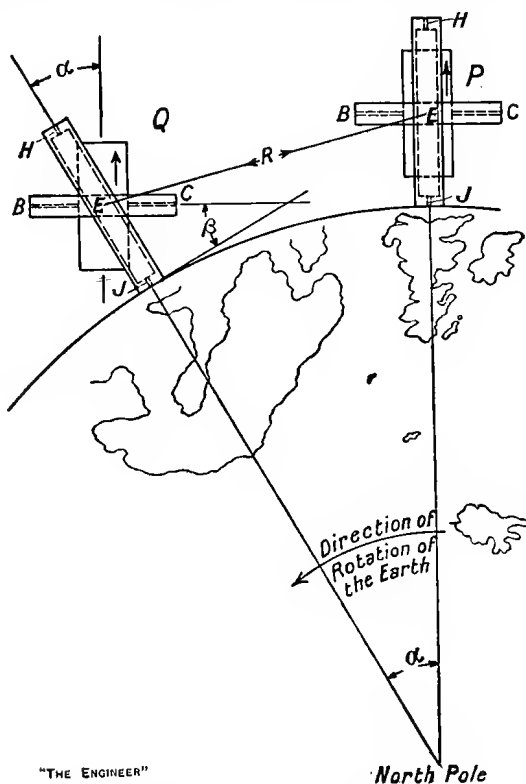 H
α
P
Q
B
E
C
H
R
B
E
C
J
β
J
Direction of
Rotation of
the Earth
α
"THE ENGINEER"
North Pole